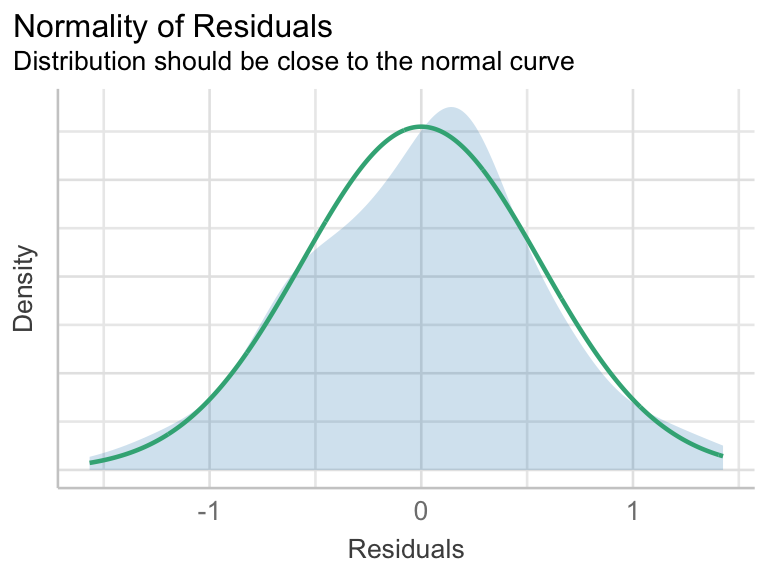 Normality of Residuals
Distribution should be close to the normal curve
Density
-1 0 1
Residuals